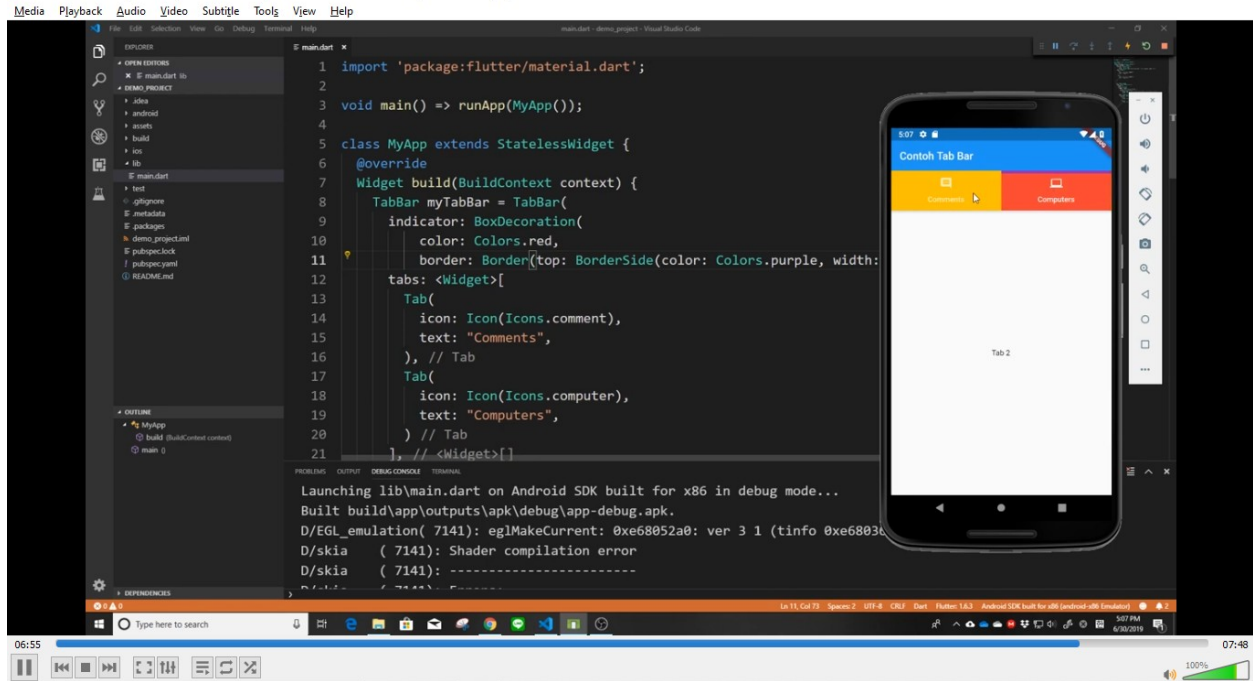 Media Playback Audio Video Subtitle Tools View Help
File Edit Selection View Go Debug Terminal Help
main.dart - demo_project - Visual Studio Code
EXPLORER
OPEN EDITORS
main.dart lib
DEMO_PROJECT
.idea
android
assets
build
ios
lib
main.dart
test
.gitignore
.metadata
.packages
demo_project.iml
pubspec.lock
pubspec.yaml
README.md
OUTLINE
MyApp
build (BuildContext context)
main ()
DEPENDENCIES
main.dart
1 import 'package:flutter/material.dart';
2
3 void main() => runApp(MyApp());
4
5 class MyApp extends StatelessWidget {
6 @override
7 Widget build(BuildContext context) {
8 TabBar myTabBar = TabBar(
9 indicator: BoxDecoration(
10 color: Colors.red,
11 border: Border(top: BorderSide(color: Colors.purple, width:
12 tabs: <Widget>[
13 Tab(
14 icon: Icon(Icons.comment),
15 text: "Comments",
16 ), // Tab
17 Tab(
18 icon: Icon(Icons.computer),
19 text: "Computers",
20 ) // Tab
21 ], // <Widget>[]
PROBLEMS OUTPUT DEBUG CONSOLE TERMINAL
Launching lib\main.dart on Android SDK built for x86 in debug mode...
Built build\app\outputs\apk\debug\app-debug.apk.
D/EGL_emulation( 7141): eglMakeCurrent: 0xe68052a0: ver 3 1 (tinfo 0xe6803
D/skia ( 7141): Shader compilation error
D/skia ( 7141): ------------------------
5:07
Contoh Tab Bar
Comments Computers
Tab 2
0 0
Ln 11, Col 73 Spaces: 2 UTF-8 CRLF Dart Flutter: 1.6.3 Android SDK built for x86 (android-x86 Emulator) 2
Type here to search
5:07 PM
6/30/2019
06:55
07:48
100%